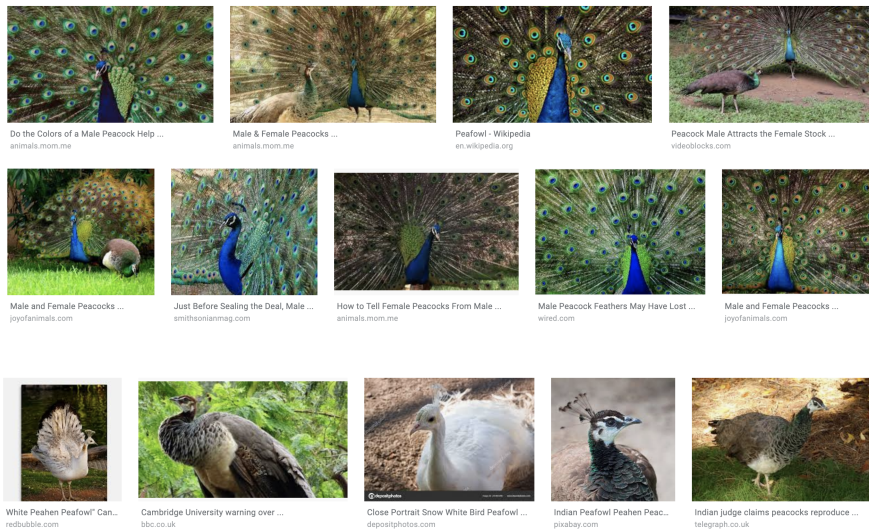 Do the Colors of a Male Peacock Help ...
animals.mom.me
Male & Female Peacocks ...
animals.mom.me
Peafowl - Wikipedia
en.wikipedia.org
Peacock Male Attracts the Female Stock ...
videoblocks.com
Male and Female Peacocks ...
joyofanimals.com
Just Before Sealing the Deal, Male ...
smithsonianmag.com
How to Tell Female Peacocks From Male ...
animals.mom.me
Male Peacock Feathers May Have Lost ...
wired.com
Male and Female Peacocks ...
joyofanimals.com
White Peahen Peafowl" Can...
redbubble.com
Cambridge University warning over ...
bbc.co.uk
depositphotos
Close Portrait Snow White Bird Peafowl ...
depositphotos.com
Indian Peafowl Peahen Peac...
pixabay.com
Indian judge claims peacocks reproduce ...
telegraph.co.uk